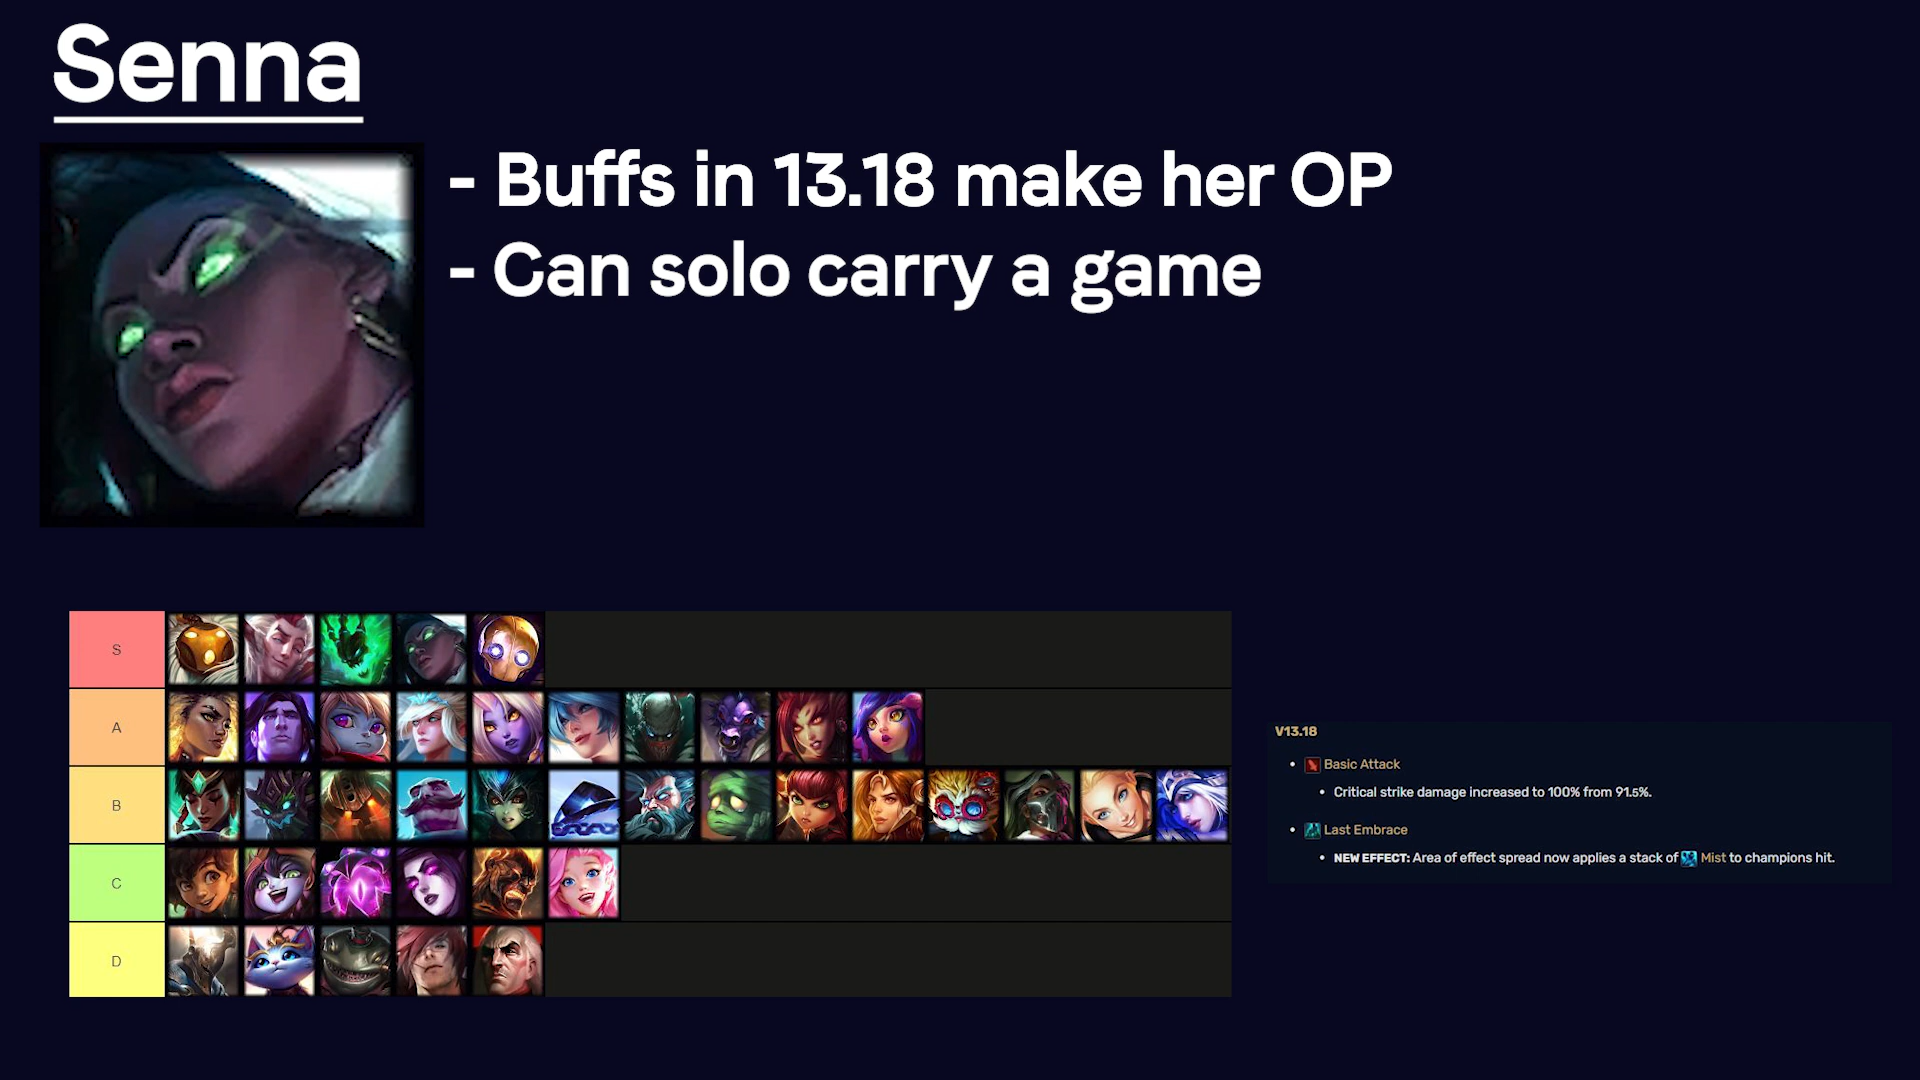 Senna
- Buffs in 13.18 make her OP
- Can solo carry a game
S
A
B
C
D
V13.18
• Basic Attack
• Critical strike damage increased to 100% from 91.5%.
• Last Embrace
• NEW EFFECT: Area of effect spread now applies a stack of Mist to champions hit.